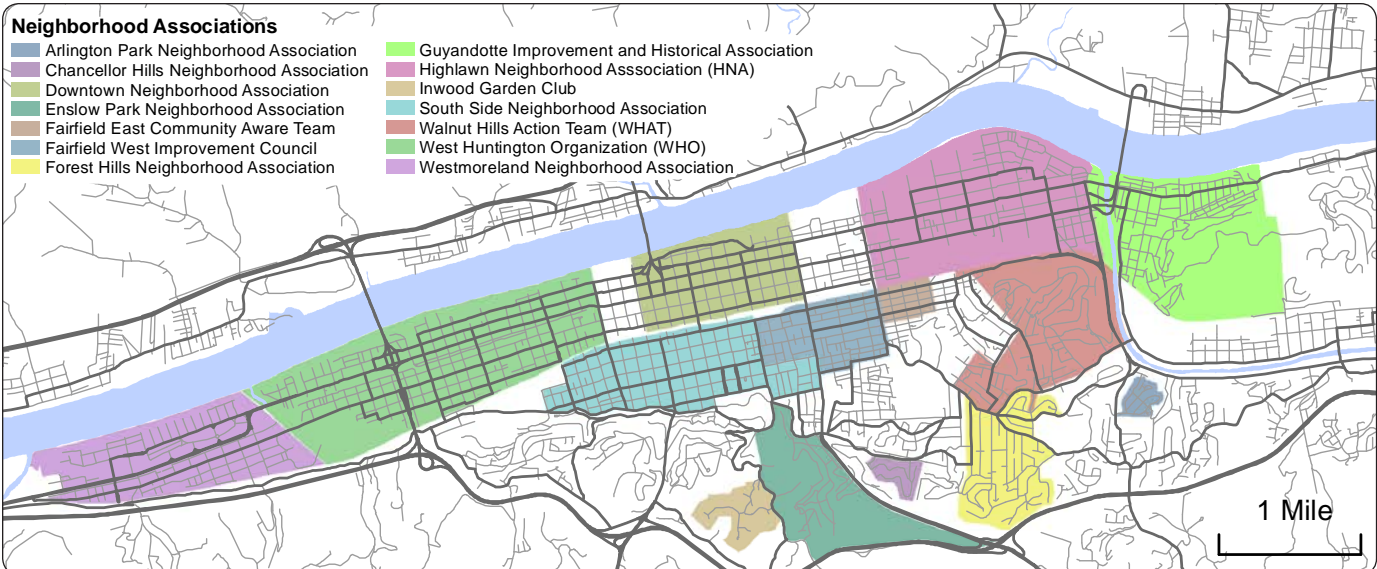 Neighborhood Associations
Arlington Park Neighborhood Association
Chancellor Hills Neighborhood Association
Downtown Neighborhood Association
Enslow Park Neighborhood Association
Fairfield East Community Aware Team
Fairfield West Improvement Council
Forest Hills Neighborhood Association
Guyandotte Improvement and Historical Association
Highlawn Neighborhood Asssociation (HNA)
Inwood Garden Club
South Side Neighborhood Association
Walnut Hills Action Team (WHAT)
West Huntington Organization (WHO)
Westmoreland Neighborhood Association
1 Mile